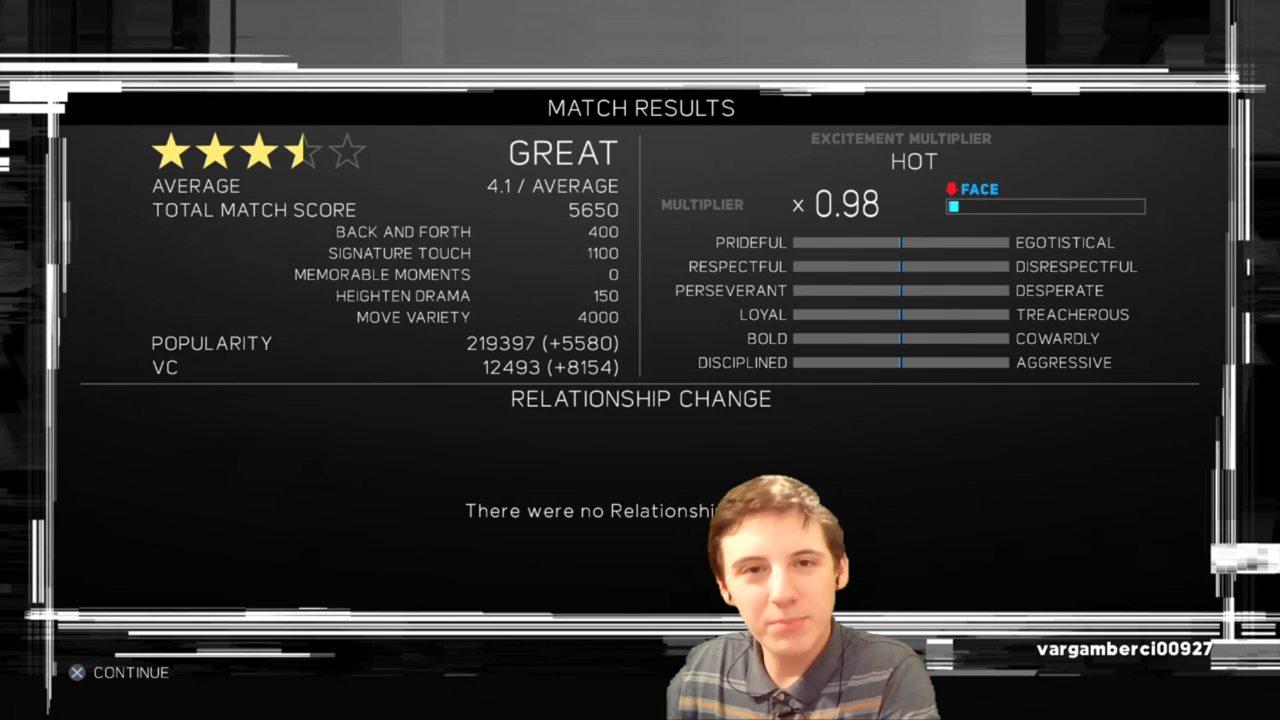 MATCH RESULTS
GREAT
AVERAGE 4.1 / AVERAGE
TOTAL MATCH SCORE 5650
BACK AND FORTH 400
SIGNATURE TOUCH 1100
MEMORABLE MOMENTS 0
HEIGHTEN DRAMA 150
MOVE VARIETY 4000
POPULARITY 219397 (+5580)
VC 12493 (+8154)
EXCITEMENT MULTIPLIER
HOT
MULTIPLIER x 0.98 FACE
PRIDEFUL EGOTISTICAL
RESPECTFUL DISRESPECTFUL
PERSEVERANT DESPERATE
LOYAL TREACHEROUS
BOLD COWARDLY
DISCIPLINED AGGRESSIVE
RELATIONSHIP CHANGE
There were no Relationshi
vargamberci00927
CONTINUE